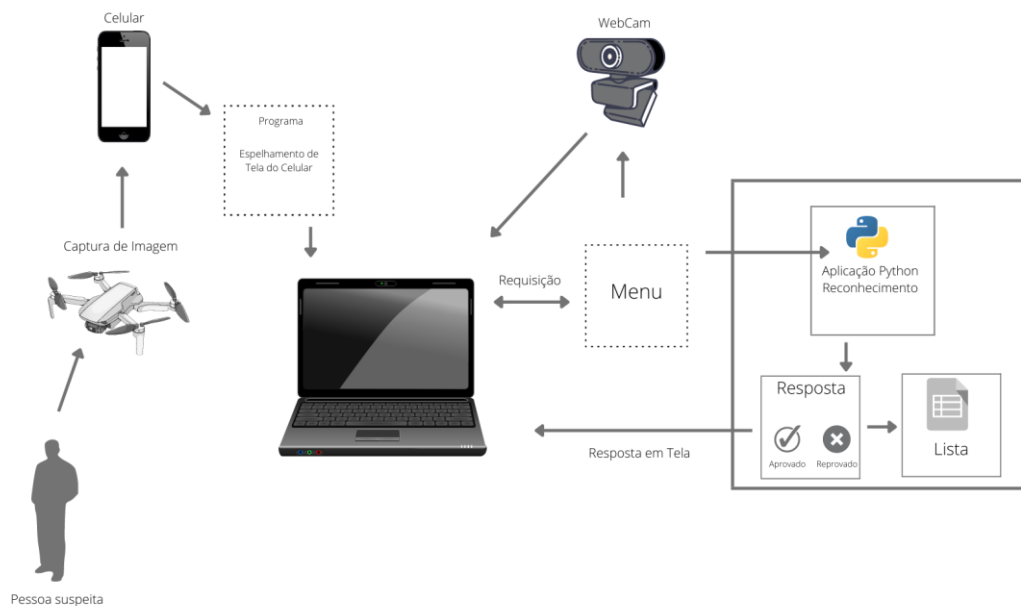 Celular
WebCam
Programa
Espelhamento de
Tela do Celular
Captura de Imagem
Requisição
Menu
Aplicação Python
Reconhecimento
Resposta
Aprovado
Reprovado
Lista
Resposta em Tela
Pessoa suspeita